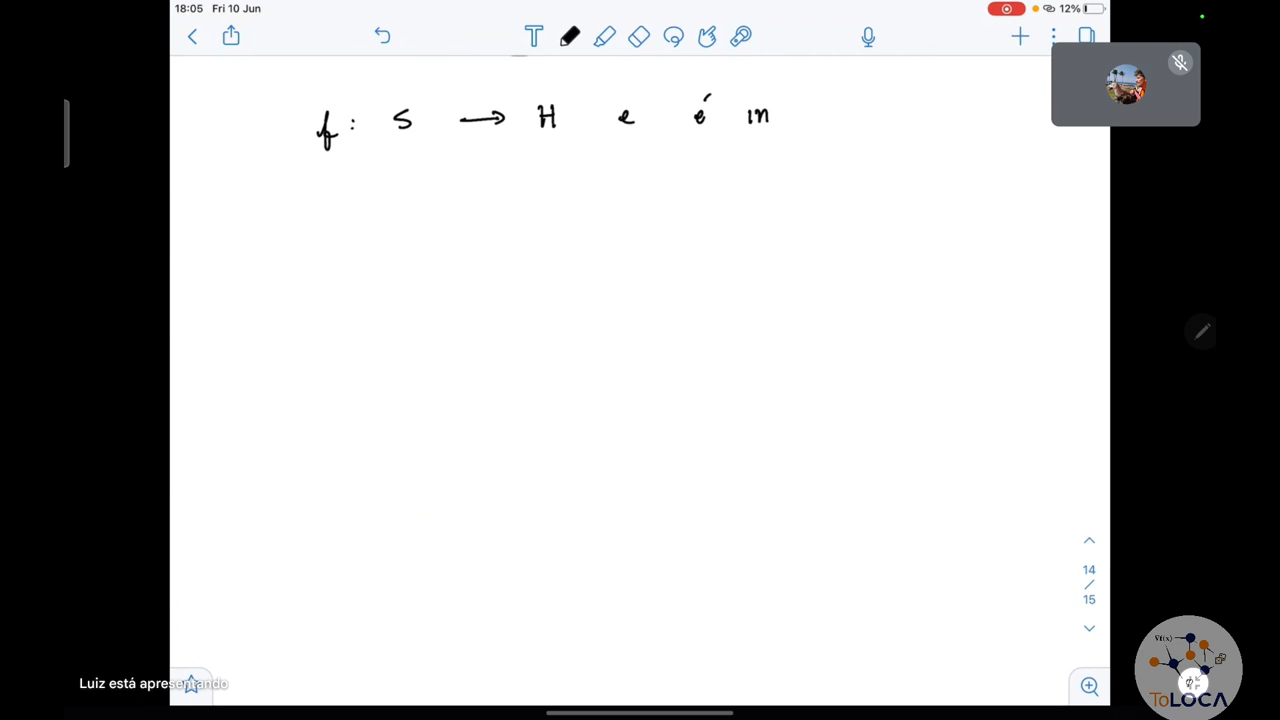 18:05 Fri 10 Jun
12%
T
f: S → H e é in
14
/
15
Luiz está apresentando
∇f(x)
ToLOCA